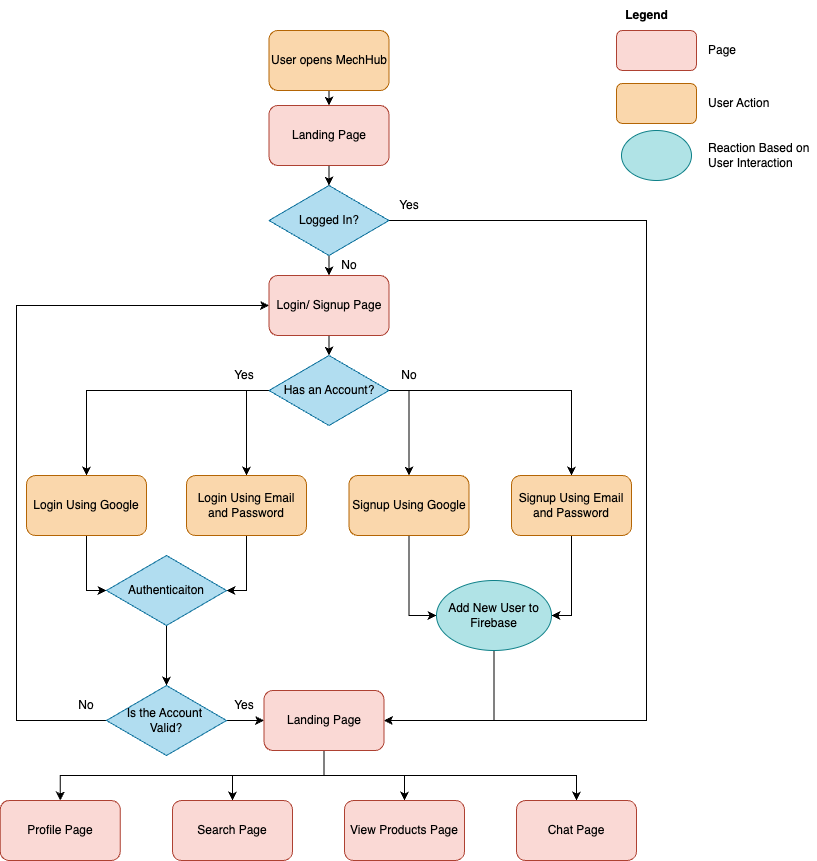 Legend
Page
User Action
Reaction Based on
User Interaction
User opens MechHub
Landing Page
Logged In?
Yes
No
Login/ Signup Page
Has an Account?
Yes
No
Login Using Google
Login Using Email
and Password
Signup Using Google
Signup Using Email
and Password
Authenticaiton
Add New User to
Firebase
Is the Account
Valid?
No
Yes
Landing Page
Profile Page
Search Page
View Products Page
Chat Page